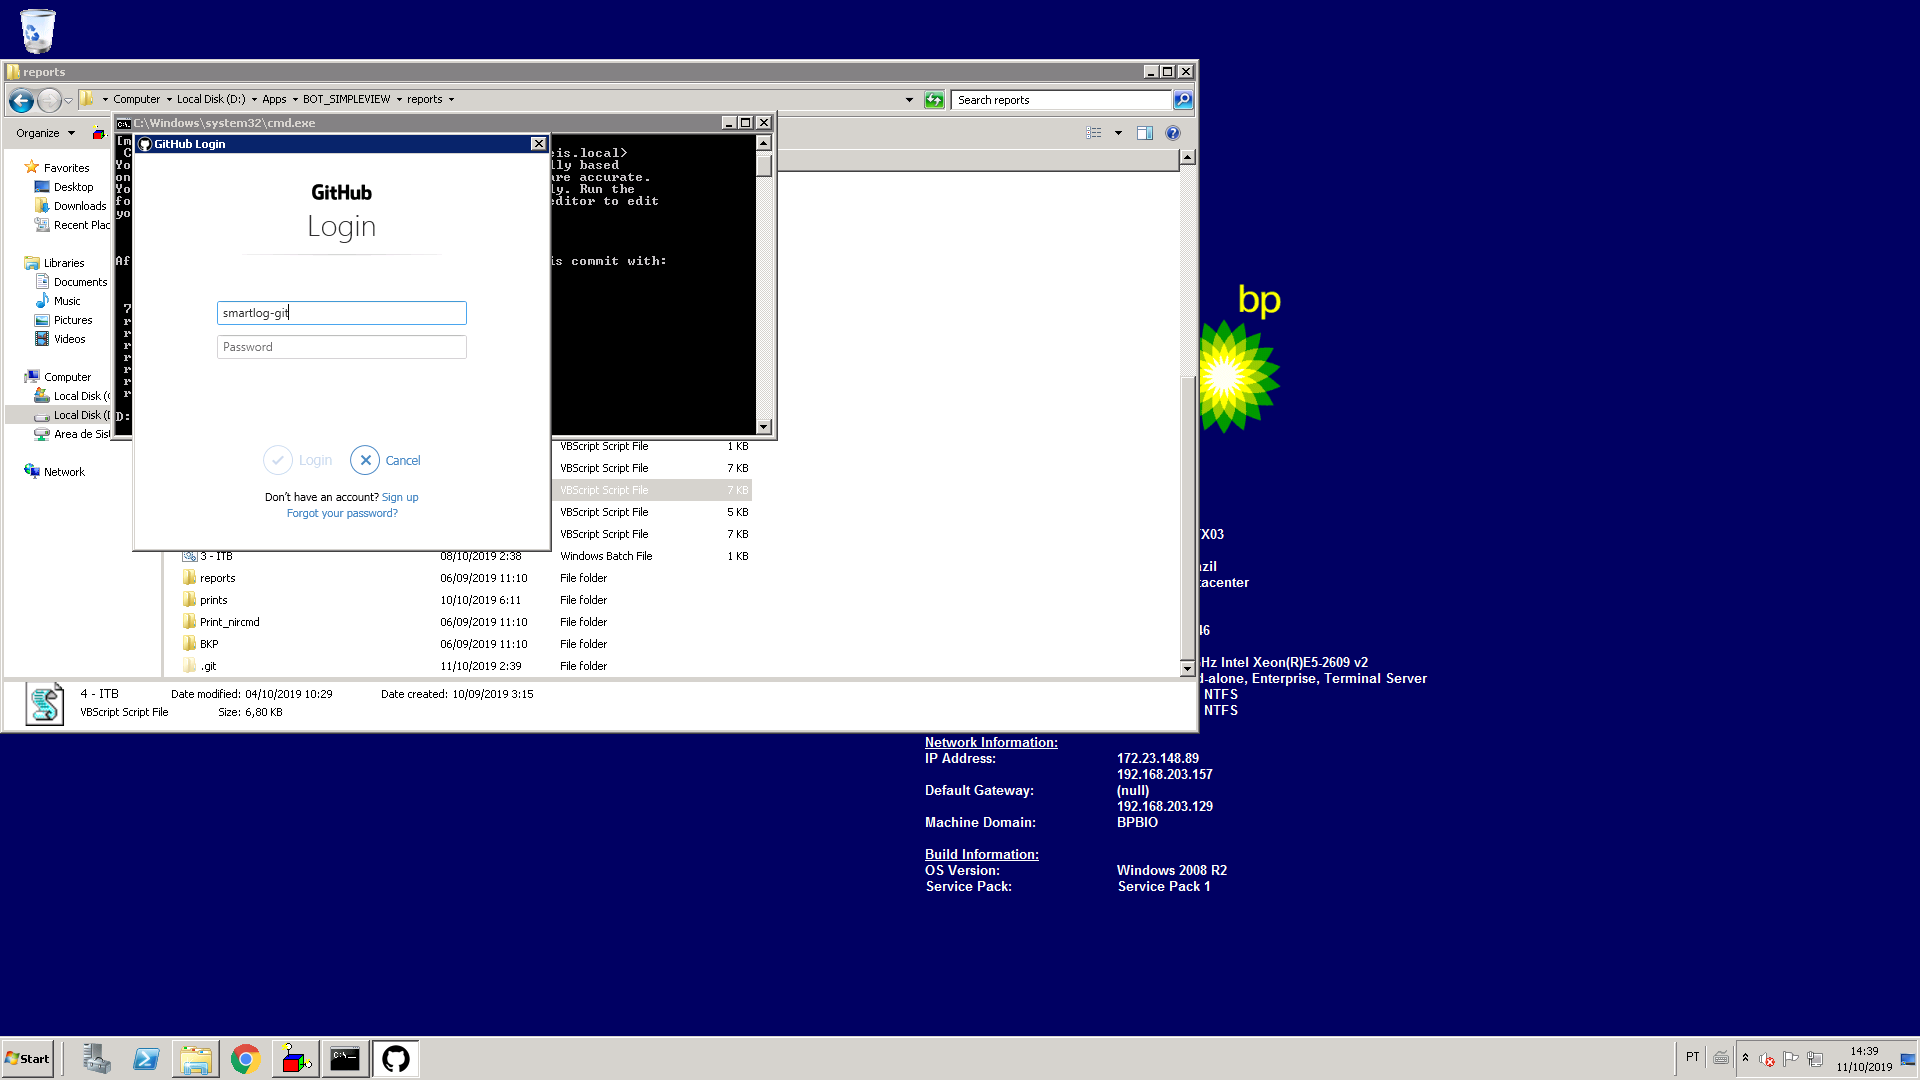 reports
Computer Local Disk (D:) Apps BOT_SIMPLEVIEW reports
Search reports
Organize
C:\Windows\system32\cmd.exe
GitHub Login
eis.local>
lly based
are accurate.
ly. Run the
editor to edit
is commit with:
D:
GitHub
Login
smartlog-git
Password
Login
Cancel
Don't have an account? Sign up
Forgot your password?
Favorites
Desktop
Downloads
Recent Plac
Libraries
Documents
Music
Pictures
Videos
Computer
Local Disk (
Local Disk (
Area de Sis
Network
VBScript Script File 1 KB
VBScript Script File 7 KB
VBScript Script File 7 KB
VBScript Script File 5 KB
VBScript Script File 7 KB
3 - ITB 08/10/2019 2:38 Windows Batch File 1 KB
reports 06/09/2019 11:10 File folder
prints 10/10/2019 6:11 File folder
Print_nircmd 06/09/2019 11:10 File folder
BKP 06/09/2019 11:10 File folder
.git 11/10/2019 2:39 File folder
4 - ITB Date modified: 04/10/2019 10:29 Date created: 10/09/2019 3:15
VBScript Script File Size: 6,80 KB
bp
X03
zil
tacenter
46
Hz Intel Xeon(R)E5-2609 v2
d-alone, Enterprise, Terminal Server
NTFS
NTFS
Network Information:
IP Address: 172.23.148.89
192.168.203.157
Default Gateway: (null)
192.168.203.129
Machine Domain: BPBIO
Build Information:
OS Version: Windows 2008 R2
Service Pack: Service Pack 1
Start
PT
14:39
11/10/2019